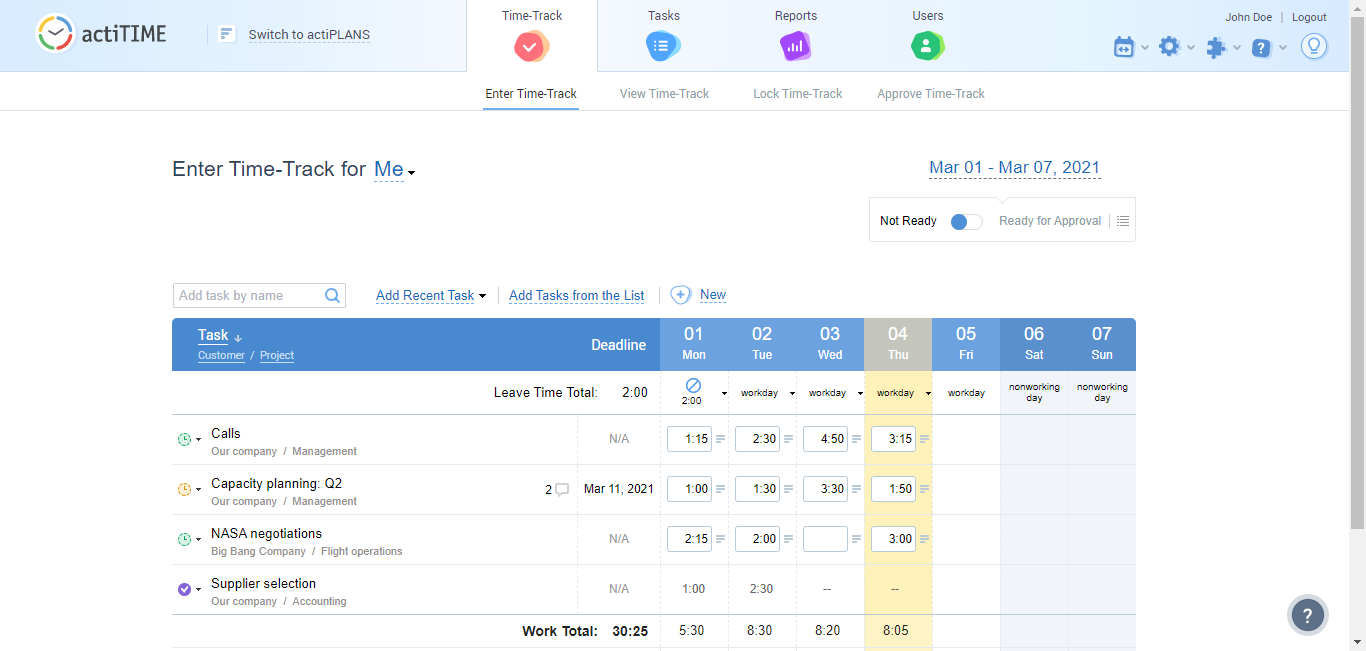 actiTIME
Switch to actiPLANS
Time-Track
Tasks
Reports
Users
John Doe | Logout
?
Enter Time-Track
View Time-Track
Lock Time-Track
Approve Time-Track
Enter Time-Track for Me
Mar 01 - Mar 07, 2021
Not Ready
Ready for Approval
Add task by name
Add Recent Task
Add Tasks from the List
New
Task ↓
Customer / Project
Deadline
01 Mon
02 Tue
03 Wed
04 Thu
05 Fri
06 Sat
07 Sun
Leave Time Total: 2:00
2:00
workday
workday
workday
workday
nonworking
day
nonworking
day
Calls
Our company / Management
N/A 1:15 2:30 4:50 3:15
Capacity planning: Q2
Our company / Management
2 Mar 11, 2021 1:00 1:30 3:30 1:50
NASA negotiations
Big Bang Company / Flight operations
N/A 2:15 2:00 3:00
Supplier selection
Our company / Accounting
N/A 1:00 2:30 -- --
Work Total: 30:25 5:30 8:30 8:20 8:05
?